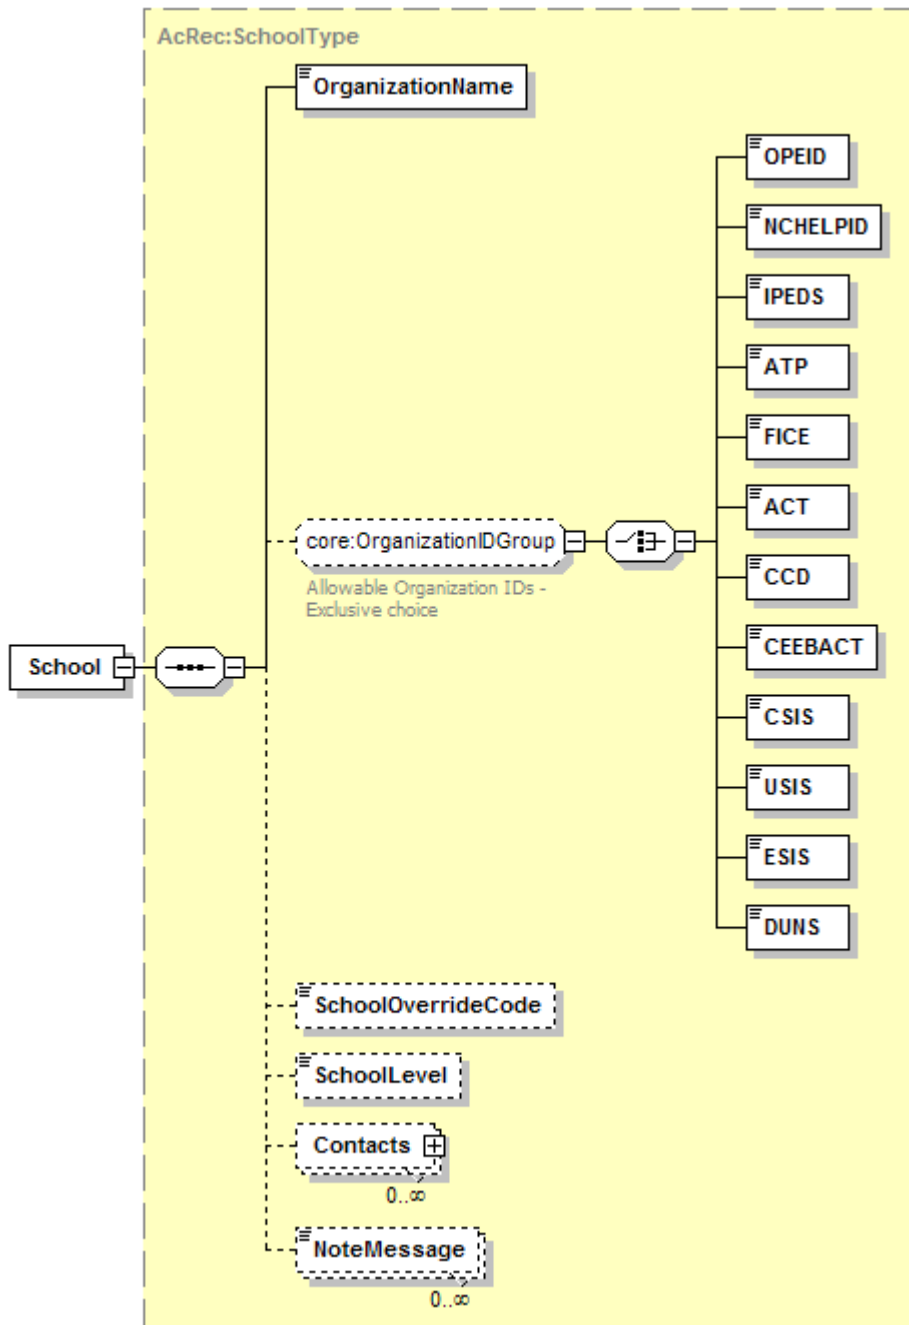 AcRec:SchoolType
OrganizationName
OPEID
NCHELPID
IPEDS
ATP
FICE
ACT
core:OrganizationIDGroup
Allowable Organization IDs -
Exclusive choice
CCD
CEEBACT
School
CSIS
USIS
ESIS
DUNS
SchoolOverrideCode
SchoolLevel
Contacts
0..∞
NoteMessage
0..∞